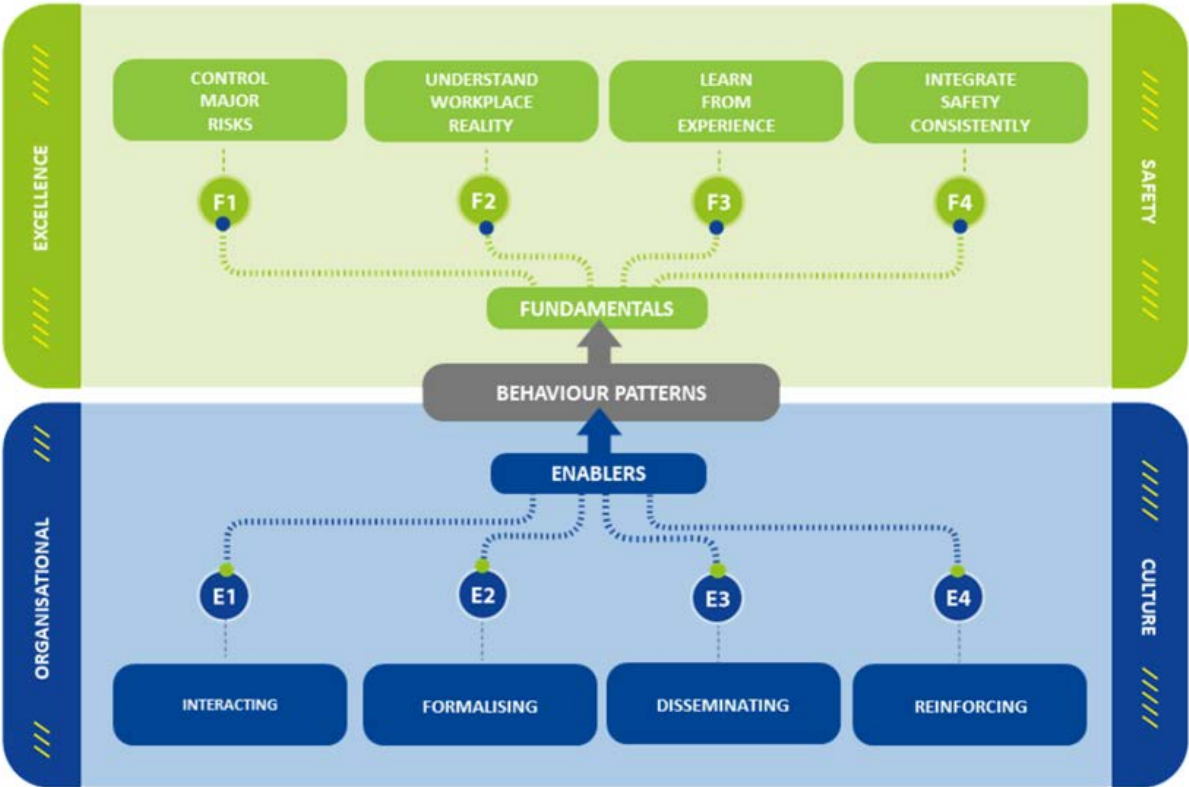 EXCELLENCE
SAFETY
CONTROL
MAJOR
RISKS
UNDERSTAND
WORKPLACE
REALITY
LEARN
FROM
EXPERIENCE
INTEGRATE
SAFETY
CONSISTENTLY
F1
F2
F3
F4
FUNDAMENTALS
BEHAVIOUR PATTERNS
ENABLERS
ORGANISATIONAL
CULTURE
E1
E2
E3
E4
INTERACTING
FORMALISING
DISSEMINATING
REINFORCING